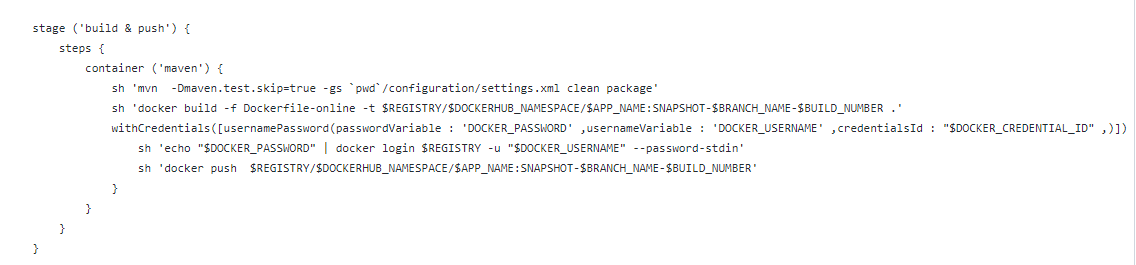 stage ('build & push') {
steps {
container ('maven') {
sh 'mvn  -Dmaven.test.skip=true -gs `pwd`/configuration/settings.xml clean package'
sh 'docker build -f Dockerfile-online -t $REGISTRY/$DOCKERHUB_NAMESPACE/$APP_NAME:SNAPSHOT-$BRANCH_NAME-$BUILD_NUMBER .'
withCredentials([usernamePassword(passwordVariable : 'DOCKER_PASSWORD' ,usernameVariable : 'DOCKER_USERNAME' ,credentialsId : "$DOCKER_CREDENTIAL_ID" ,)])
sh 'echo "$DOCKER_PASSWORD" | docker login $REGISTRY -u "$DOCKER_USERNAME" --password-stdin'
sh 'docker push  $REGISTRY/$DOCKERHUB_NAMESPACE/$APP_NAME:SNAPSHOT-$BRANCH_NAME-$BUILD_NUMBER'
}
}
}
}